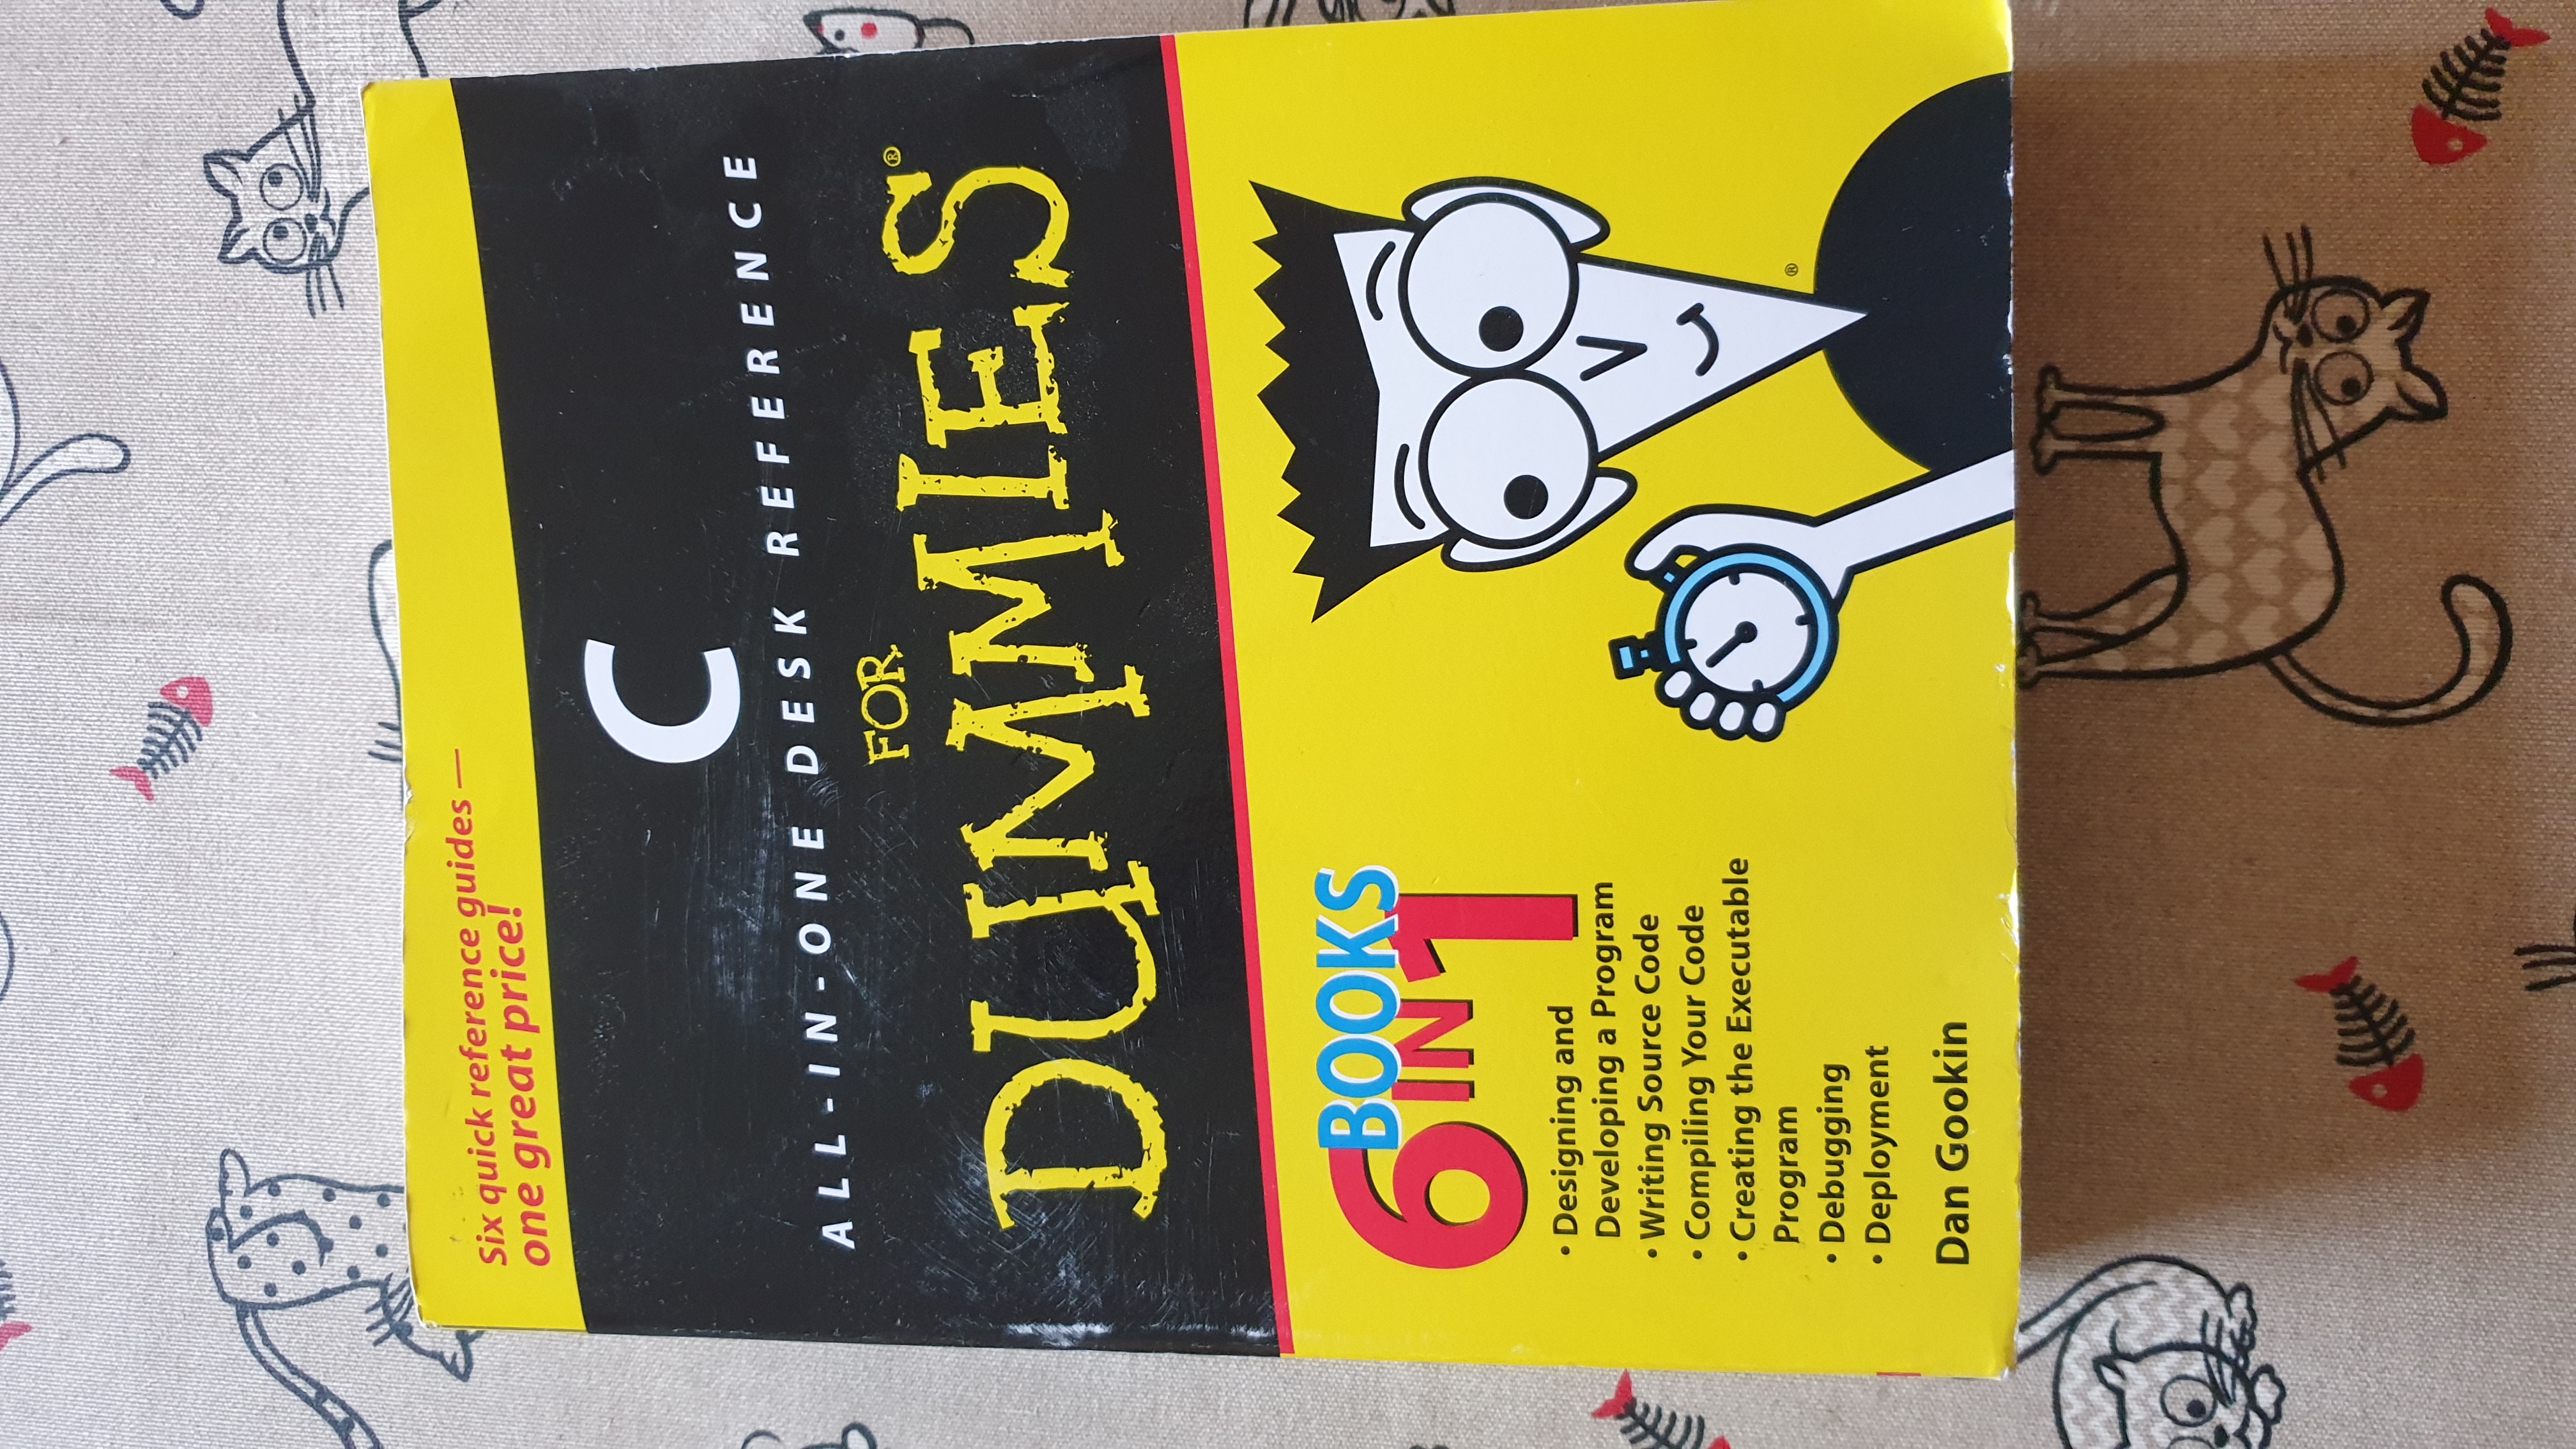 Six quick reference guides —
one great price!
C
ALL-IN-ONE DESK REFERENCE
FOR
DUMMIES®
®
6 BOOKS IN 1
• Designing and
Developing a Program
• Writing Source Code
• Compiling Your Code
• Creating the Executable
Program
• Debugging
• Deployment
Dan Gookin